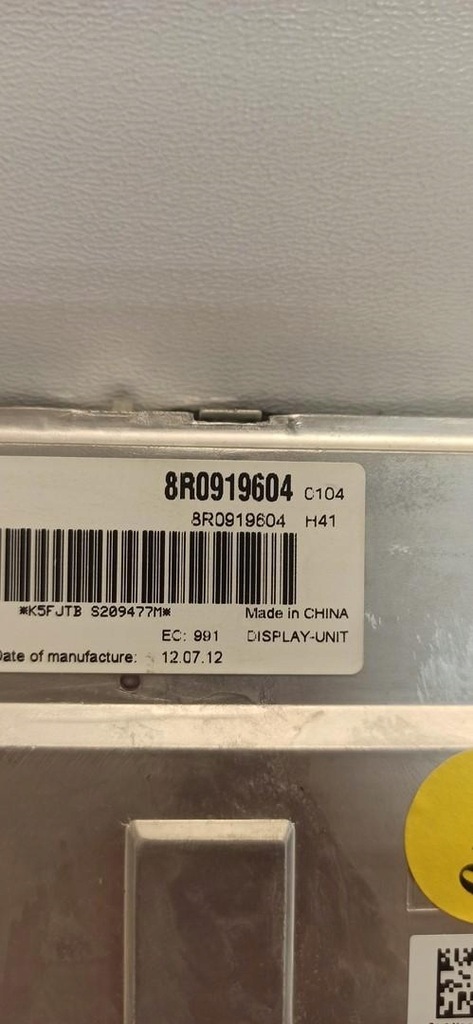 8R0919604 C104
8R0919604 H41
*K5FJTB S209477M*
Made in CHINA
EC: 991 DISPLAY-UNIT
Date of manufacture: 12.07.12